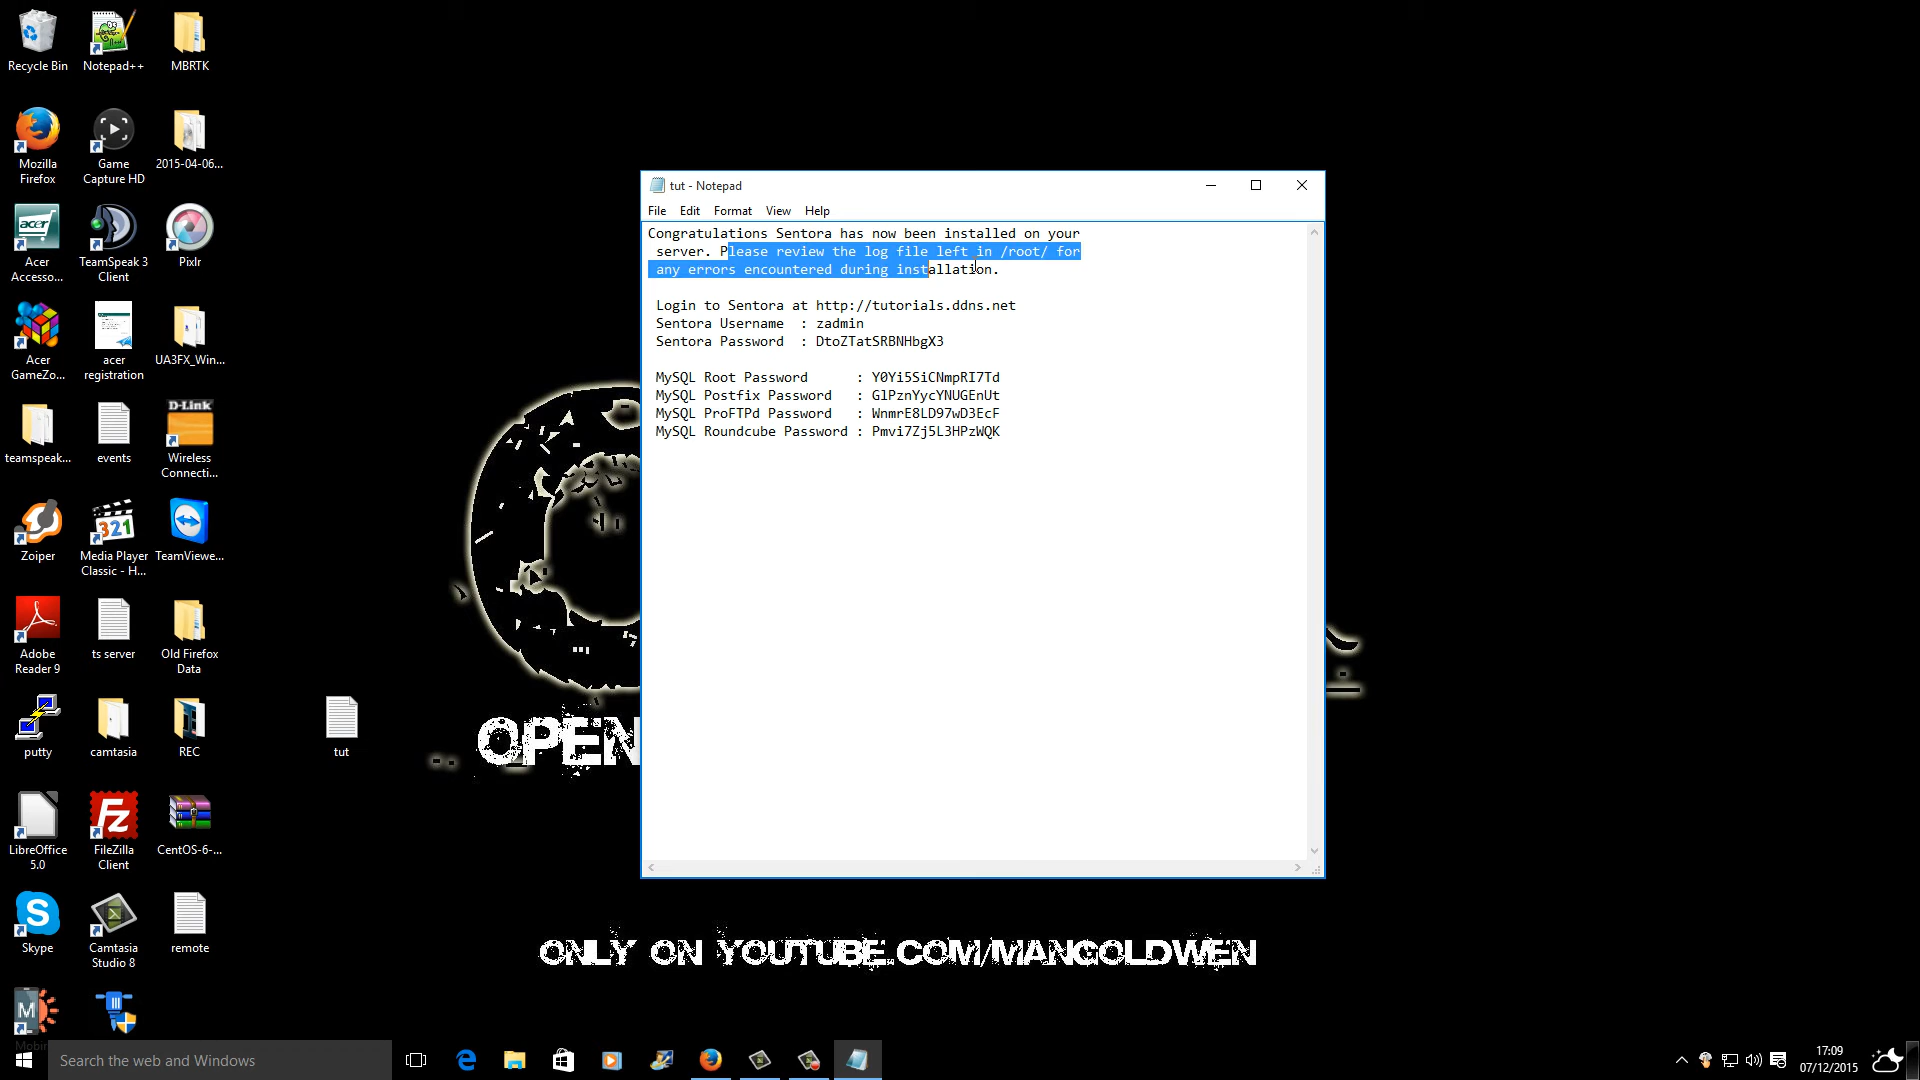 Recycle Bin
Notepad++
MBRTK
Mozilla
Firefox
Game
Capture HD
2015-04-06...
acer
Acer
Accesso...
TeamSpeak 3
Client
Pixlr
Acer
GameZo...
acer
registration
UA3FX_Win...
D-Link
teamspeak...
events
Wireless
Connecti...
321
Zoiper
Media Player
Classic - H...
TeamViewe...
Adobe
Reader 9
ts server
Old Firefox
Data
putty
camtasia
REC
tut
LibreOffice
5.0
FileZilla
Client
CentOS-6-...
Skype
Camtasia
Studio 8
remote
tut - Notepad
File Edit Format View Help
Congratulations Sentora has now been installed on your
server. Please review the log file left in /root/ for
any errors encountered during installation.
Login to Sentora at http://tutorials.ddns.net
Sentora Username : zadmin
Sentora Password : DtoZTatSRBNHbgX3
MySQL Root Password : Y0Yi5SiCNmpRI7Td
MySQL Postfix Password : GlPznYycYNUGEnUt
MySQL ProFTPd Password : WnmrE8LD97wD3EcF
MySQL Roundcube Password : Pmvi7Zj5L3HPzWQK
OPEN
ONLY ON YOUTUBE.COM/MANGOLDWEN
Search the web and Windows
17:09
07/12/2015